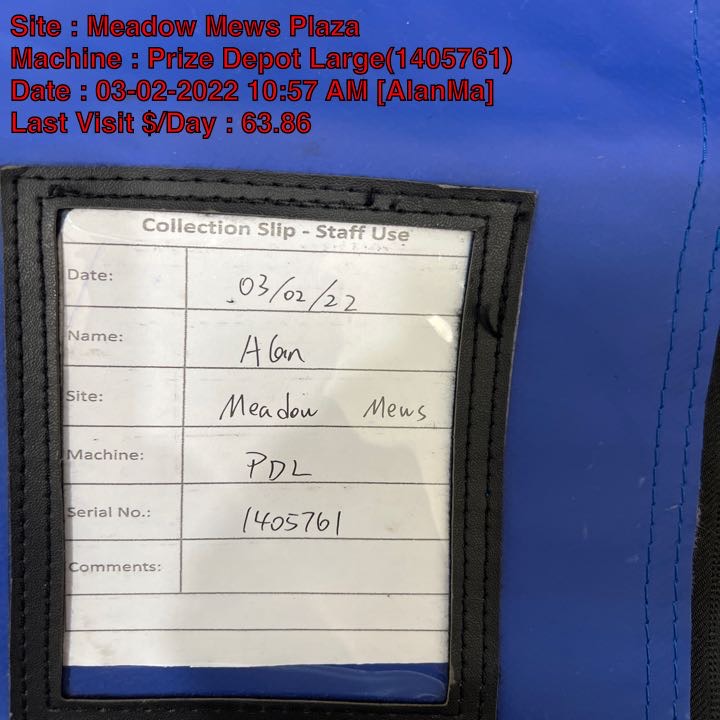 Site : Meadow Mews Plaza
Machine : Prize Depot Large(1405761)
Date : 03-02-2022 10:57 AM [AlanMa]
Last Visit $/Day : 63.86
Collection Slip - Staff Use
Date: 03/02/22
Name: Alan
Site: Meadow Mews
Machine: PDL
Serial No.: 1405761
Comments: